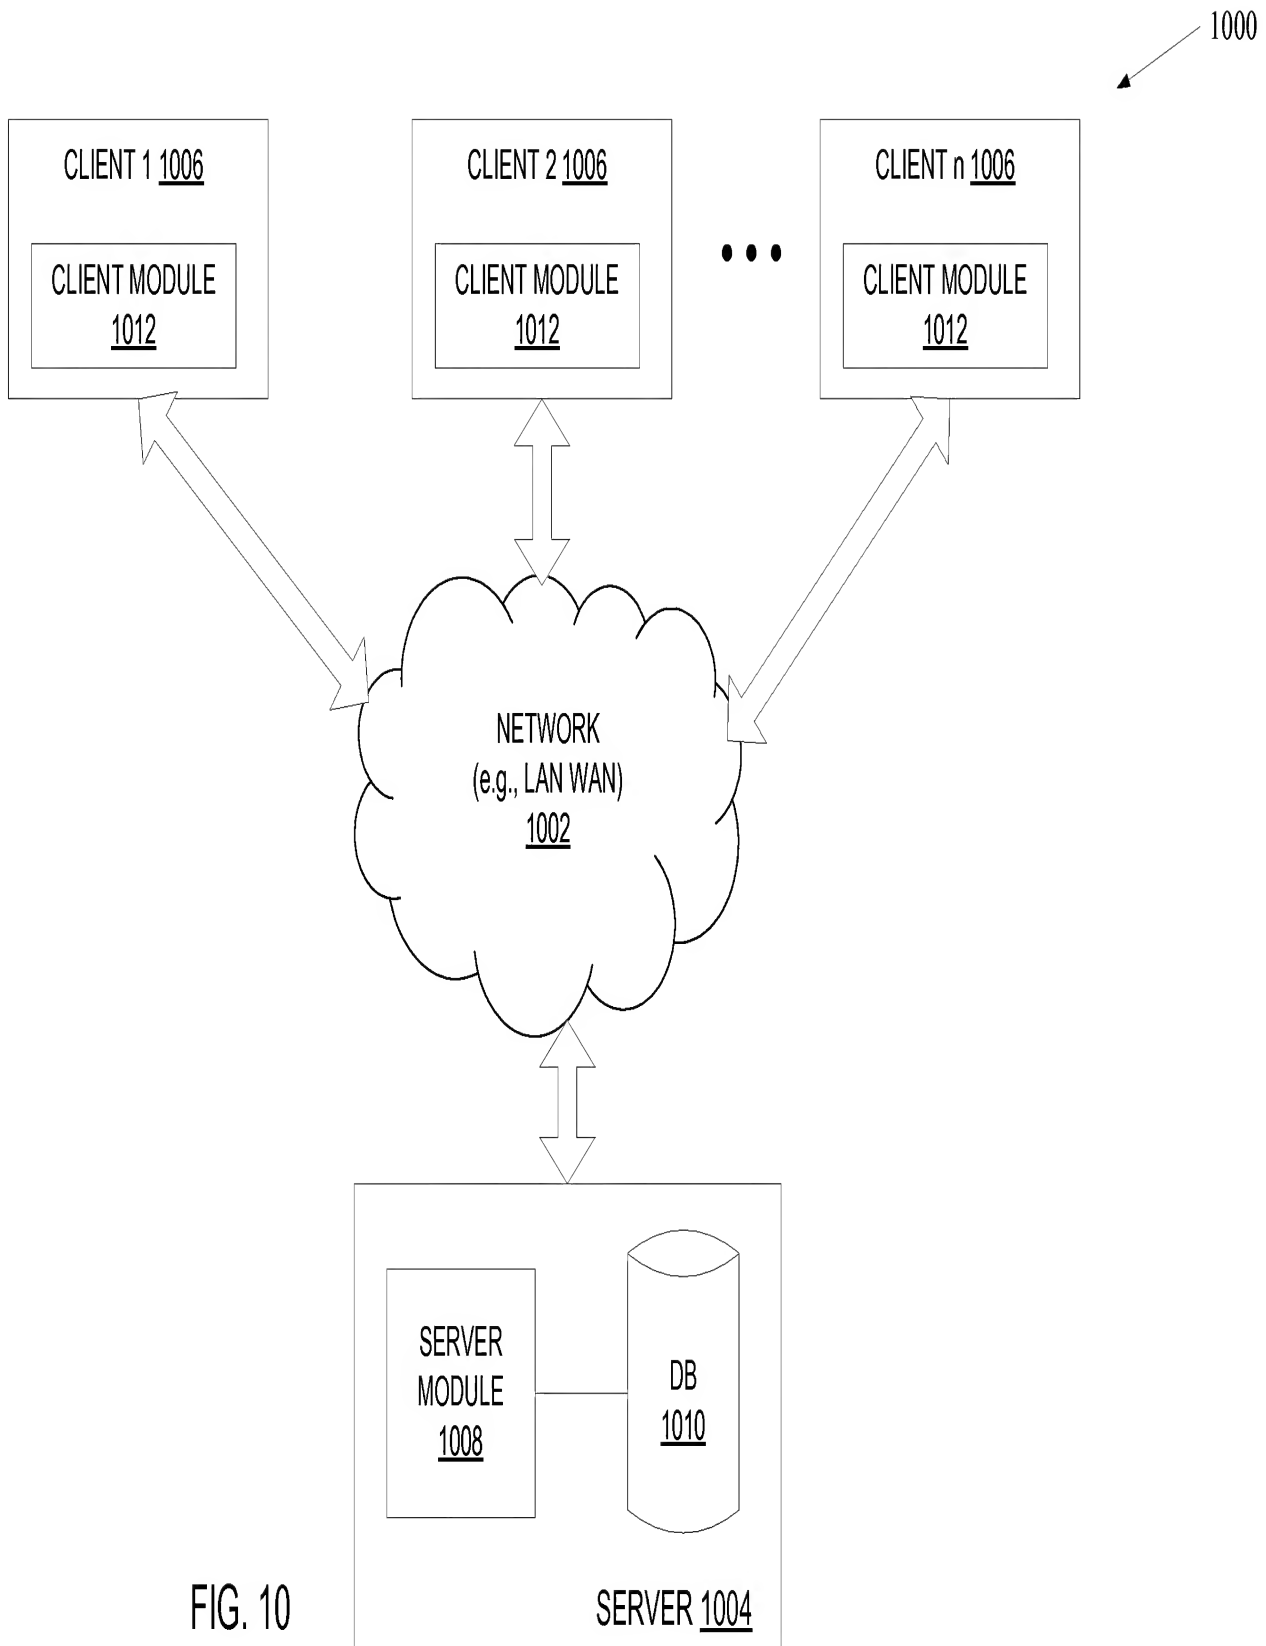 1000
CLIENT 1 1006
CLIENT 2 1006
CLIENT n 1006
CLIENT MODULE
1012
CLIENT MODULE
1012
CLIENT MODULE
1012
NETWORK
(e.g., LAN WAN)
1002
SERVER
MODULE
1008
DB
1010
FIG. 10
SERVER 1004